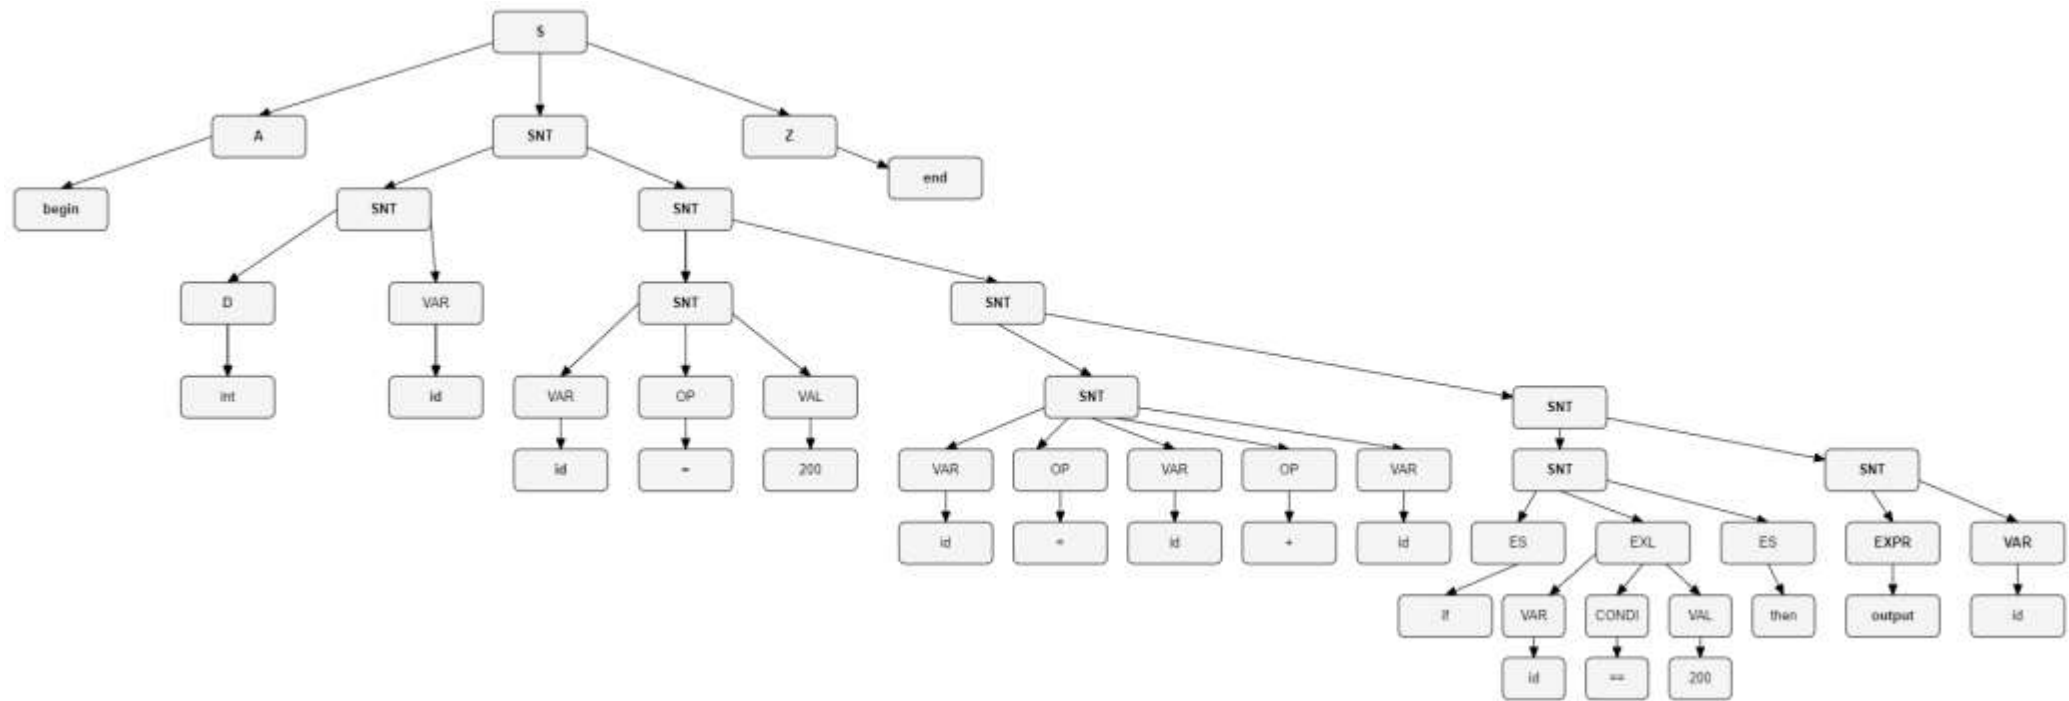 S
A SNT Z
end
begin SNT SNT
D VAR SNT SNT
int id VAR OP VAL SNT SNT
id = 200 VAR OP VAR OP VAR SNT SNT
id = id + id ES EXL ES EXPR VAR
if VAR CONDI VAL then output id
id == 200